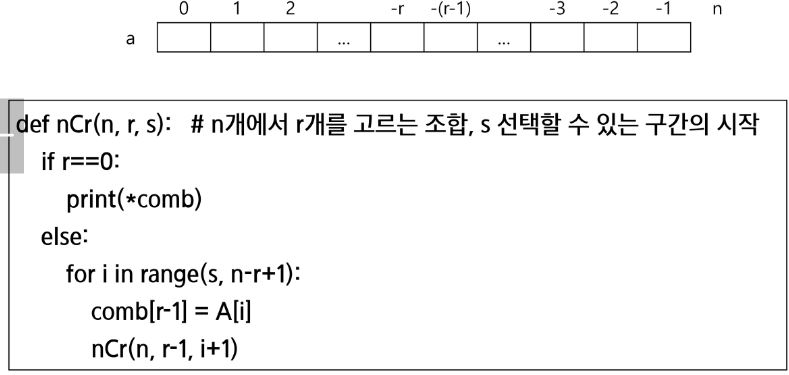 0 1 2 -r -(r-1) -3 -2 -1 n
a ... ...
def nCr(n, r, s): # n개에서 r개를 고르는 조합, s 선택할 수 있는 구간의 시작
if r==0:
print(*comb)
else:
for i in range(s, n-r+1):
comb[r-1] = A[i]
nCr(n, r-1, i+1)